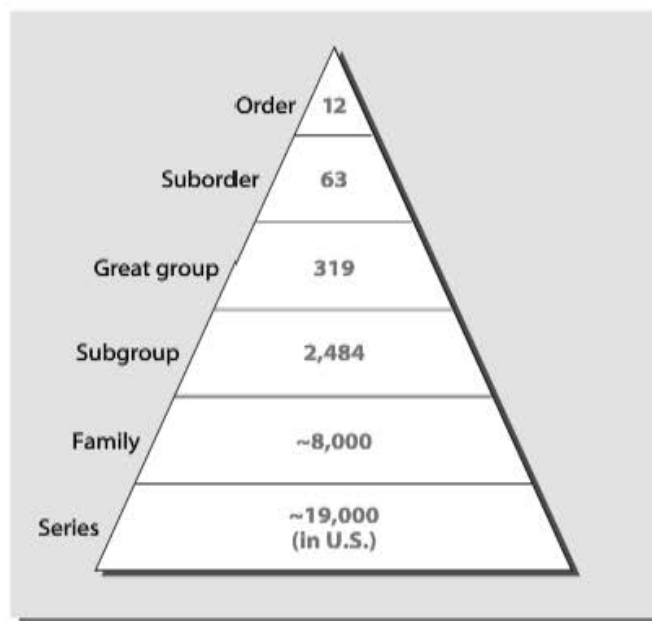 Order 12
Suborder 63
Great group 319
Subgroup 2,484
Family ~8,000
Series ~19,000
(in U.S.)